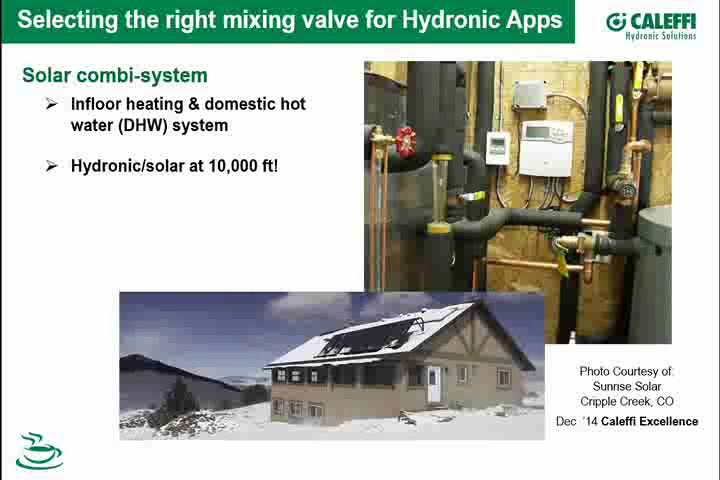 Selecting the right mixing valve for Hydronic Apps
CALEFFI
Hydronic Solutions
Solar combi-system
Infloor heating & domestic hot
water (DHW) system
Hydronic/solar at 10,000 ft!
Photo Courtesy of:
Sunrise Solar
Cripple Creek, CO
Dec '14 Caleffi Excellence